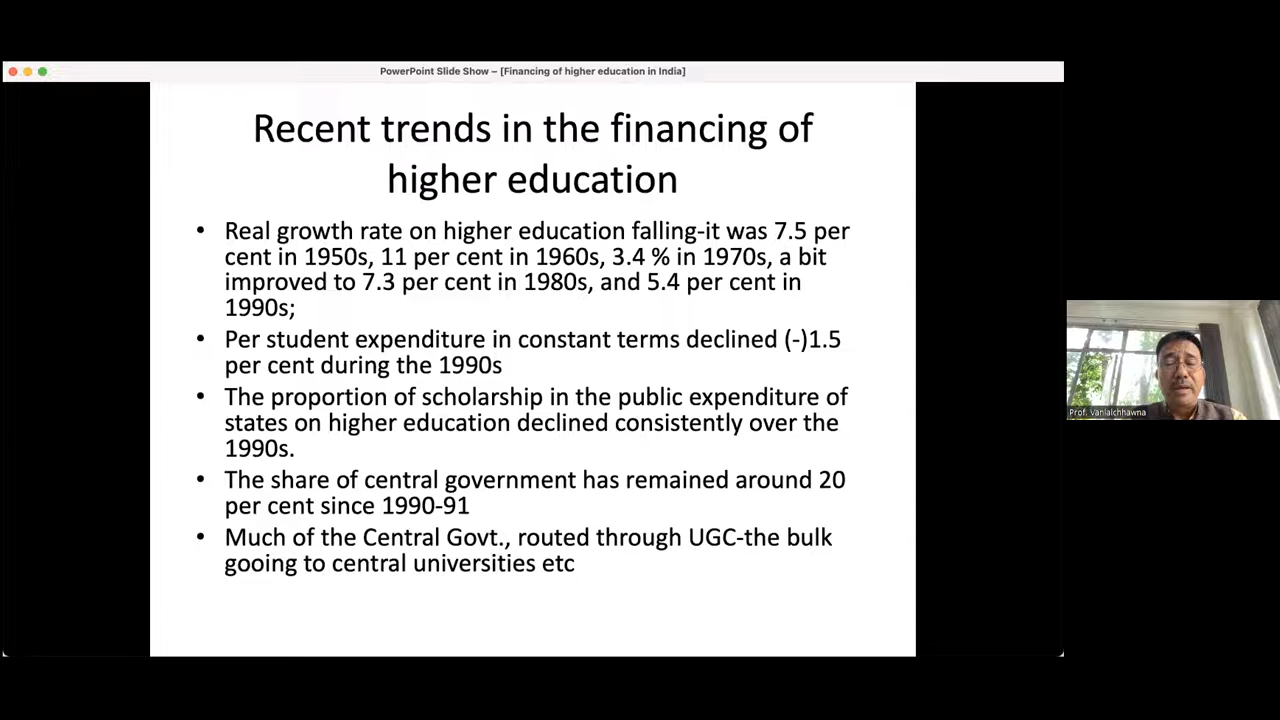 PowerPoint Slide Show – [Financing of higher education in India]
Recent trends in the financing of
higher education
• Real growth rate on higher education falling-it was 7.5 per
cent in 1950s, 11 per cent in 1960s, 3.4 % in 1970s, a bit
improved to 7.3 per cent in 1980s, and 5.4 per cent in
1990s;
• Per student expenditure in constant terms declined (-)1.5
per cent during the 1990s
• The proportion of scholarship in the public expenditure of
states on higher education declined consistently over the
1990s.
• The share of central government has remained around 20
per cent since 1990-91
• Much of the Central Govt., routed through UGC-the bulk
gooing to central universities etc
Prof. Vanlalchhawna